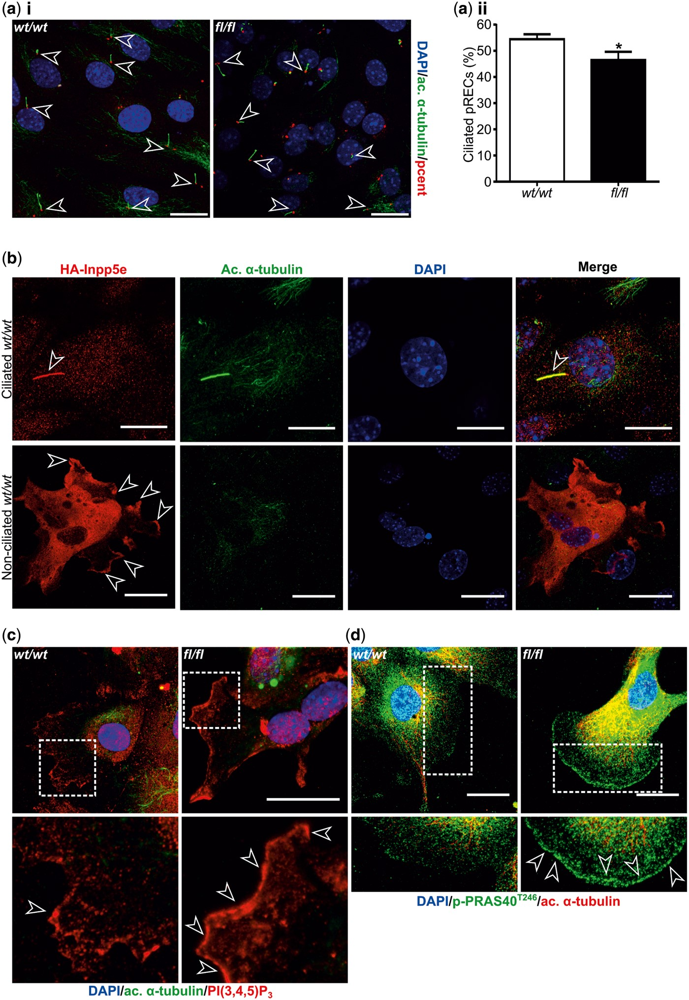 (a) i
wt/wt
fl/fl
DAPI/ac. α-tubulin/pcent
(a) ii
Ciliated pRECs (%)
60
50
40
30
20
10
0
*
wt/wt
fl/fl
(b)
HA-Inpp5e
Ac. α-tubulin
DAPI
Merge
Ciliated wt/wt
Non-ciliated wt/wt
(c)
wt/wt
fl/fl
DAPI/ac. α-tubulin/PI(3,4,5)P₃
(d)
wt/wt
fl/fl
DAPI/p-PRAS40ᵀ²⁴⁶/ac. α-tubulin